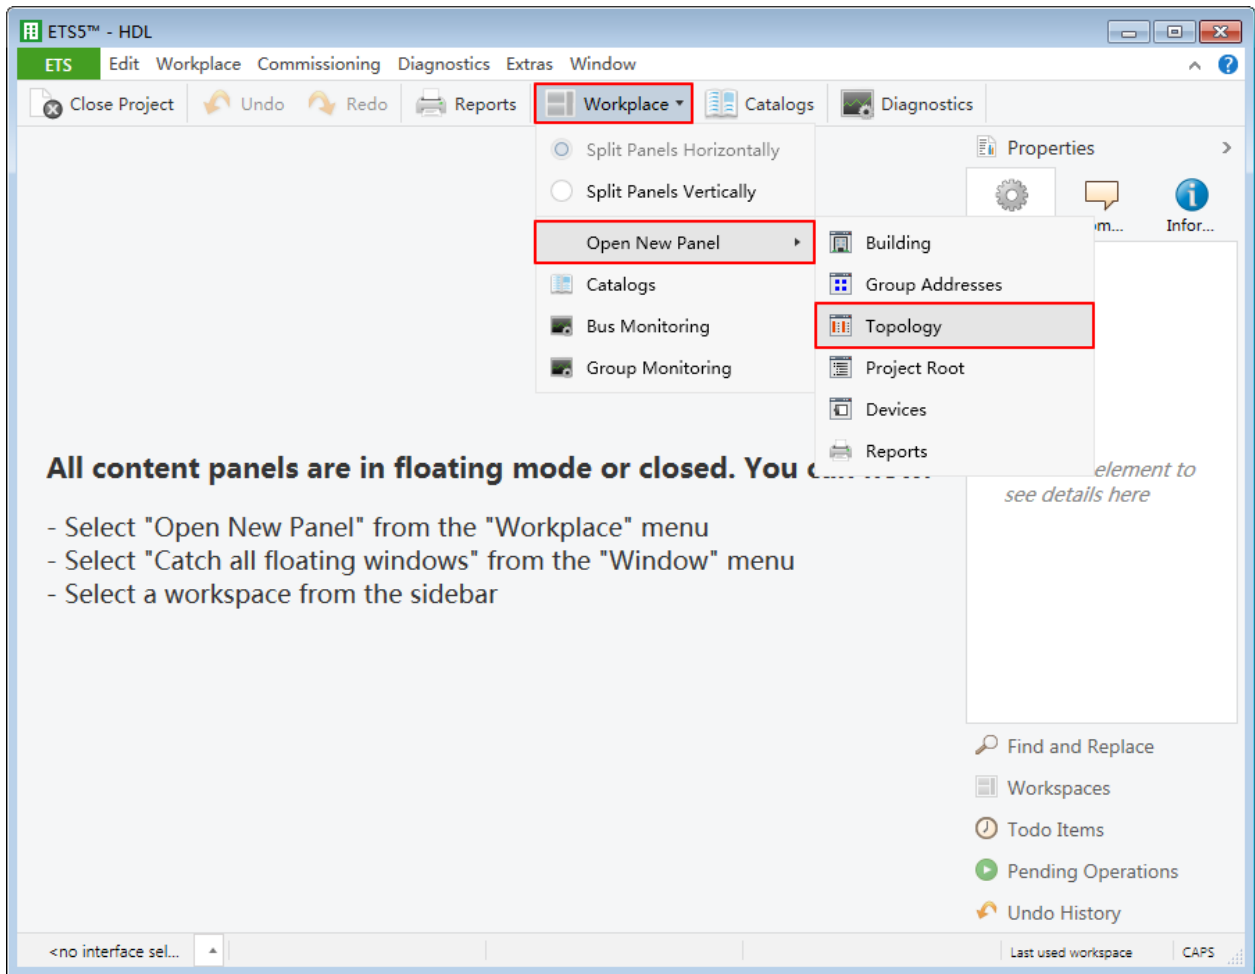 ETS5™ - HDL
ETS Edit Workplace Commissioning Diagnostics Extras Window
Close Project Undo Redo Reports Workplace Catalogs Diagnostics
Split Panels Horizontally
Split Panels Vertically
Open New Panel
Catalogs
Bus Monitoring
Group Monitoring
Building
Group Addresses
Topology
Project Root
Devices
Reports
Properties
Infor...
element to
see details here
All content panels are in floating mode or closed. You
- Select "Open New Panel" from the "Workplace" menu
- Select "Catch all floating windows" from the "Window" menu
- Select a workspace from the sidebar
Find and Replace
Workspaces
Todo Items
Pending Operations
Undo History
<no interface sel... Last used workspace CAPS